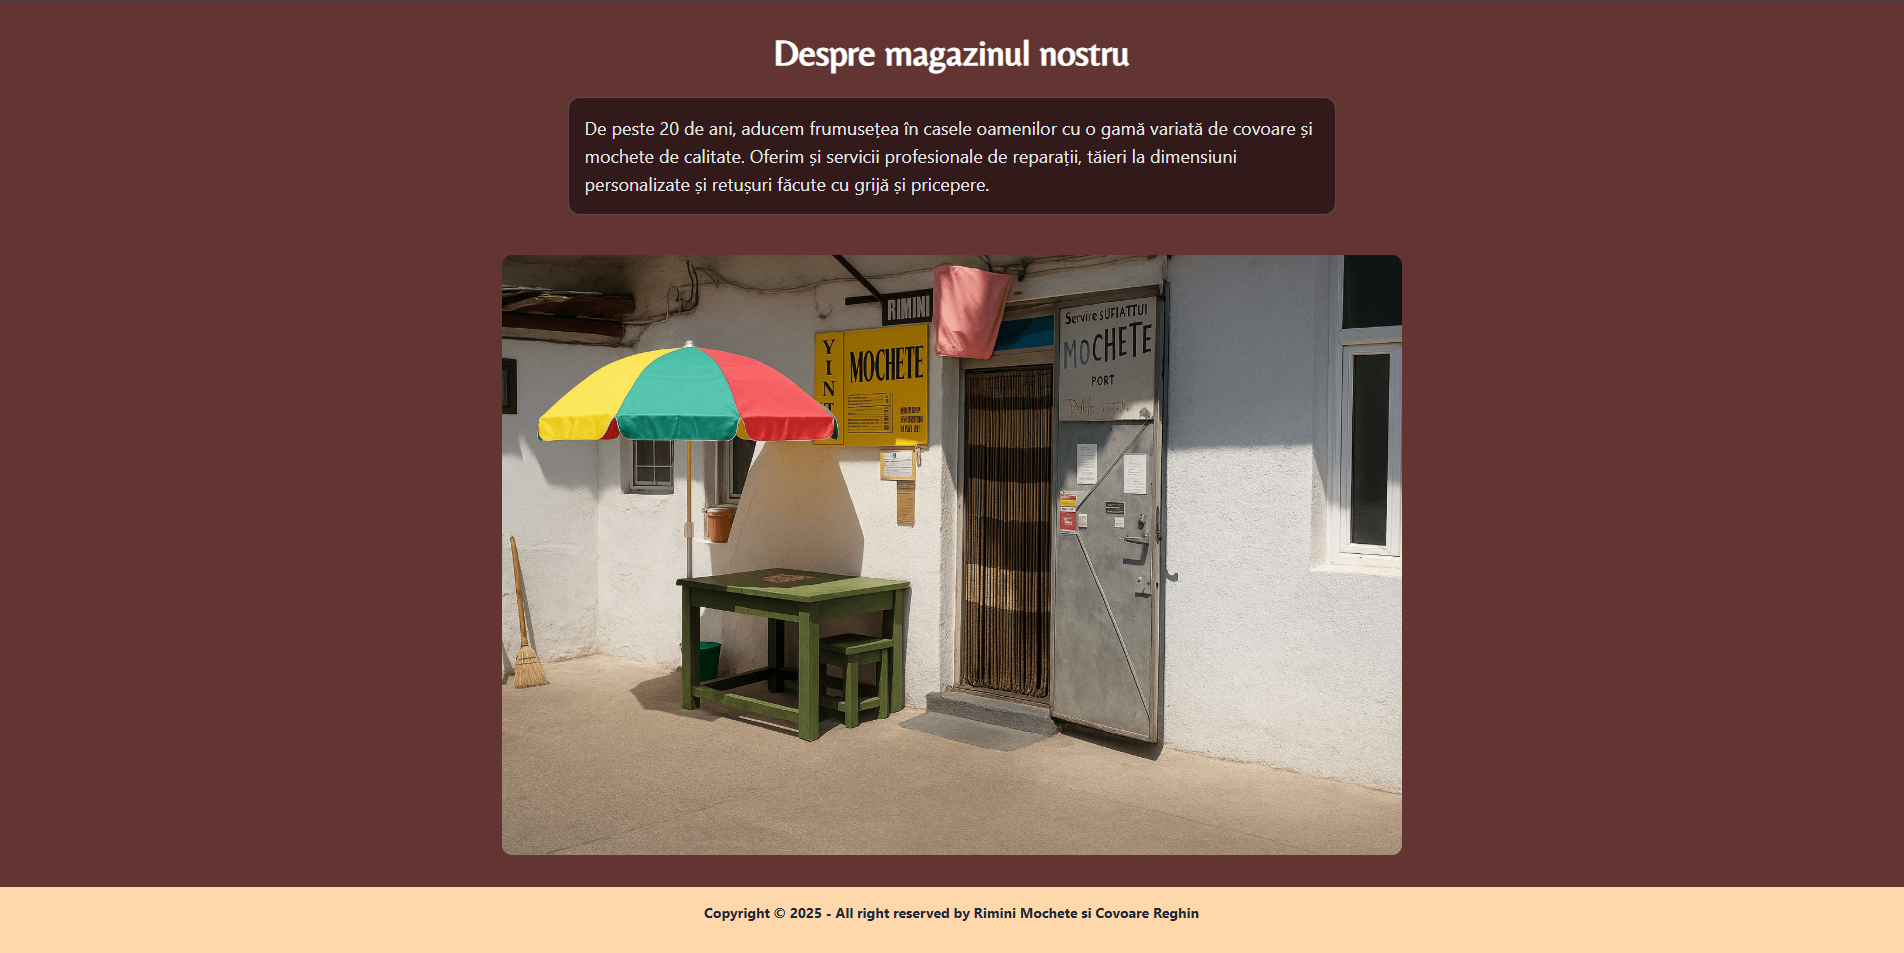 Despre magazinul nostru
De peste 20 de ani, aducem frumusețea în casele oamenilor cu o gamă variată de covoare și
mochete de calitate. Oferim și servicii profesionale de reparații, tăieri la dimensiuni
personalizate și retușuri făcute cu grijă și pricepere.
RIMINI
Y
I
N
T
MOCHETE
Servire sUFIATTUI
MOCHETE
PORT
Copyright © 2025 - All right reserved by Rimini Mochete si Covoare Reghin